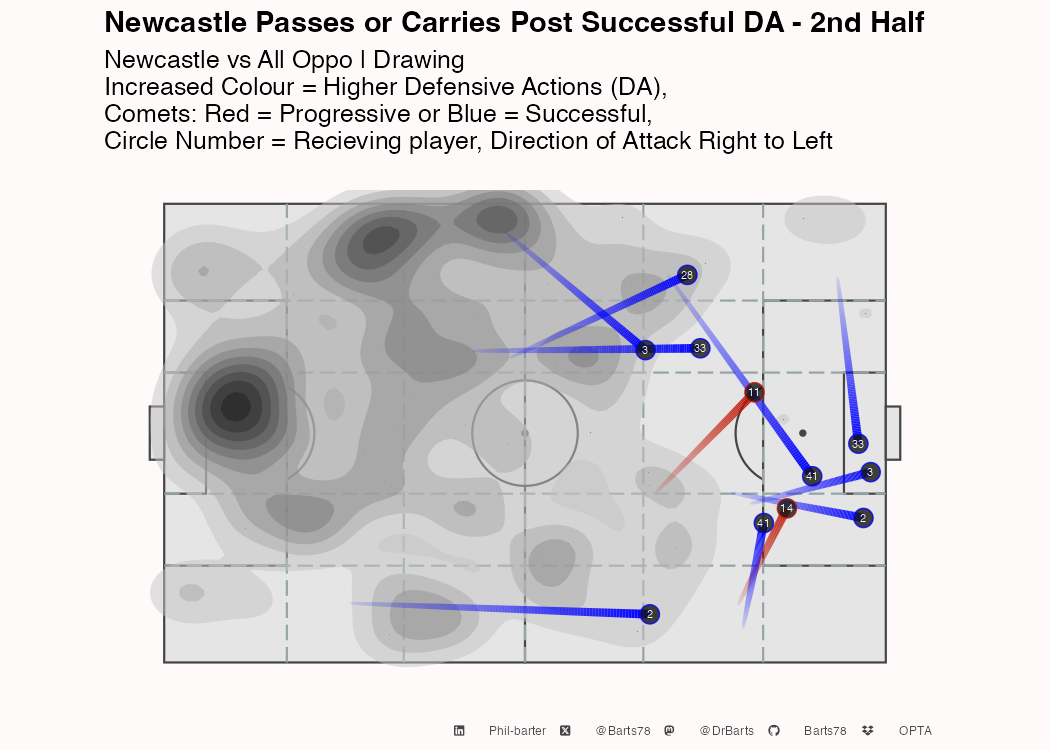 Newcastle Passes or Carries Post Successful DA - 2nd Half
Newcastle vs All Oppo | Drawing
Increased Colour = Higher Defensive Actions (DA),
Comets: Red = Progressive or Blue = Successful,
Circle Number = Recieving player, Direction of Attack Right to Left
28
3
33
11
33
41
3
14
2
41
2
Phil-barter
@Barts78
@DrBarts
Barts78
OPTA